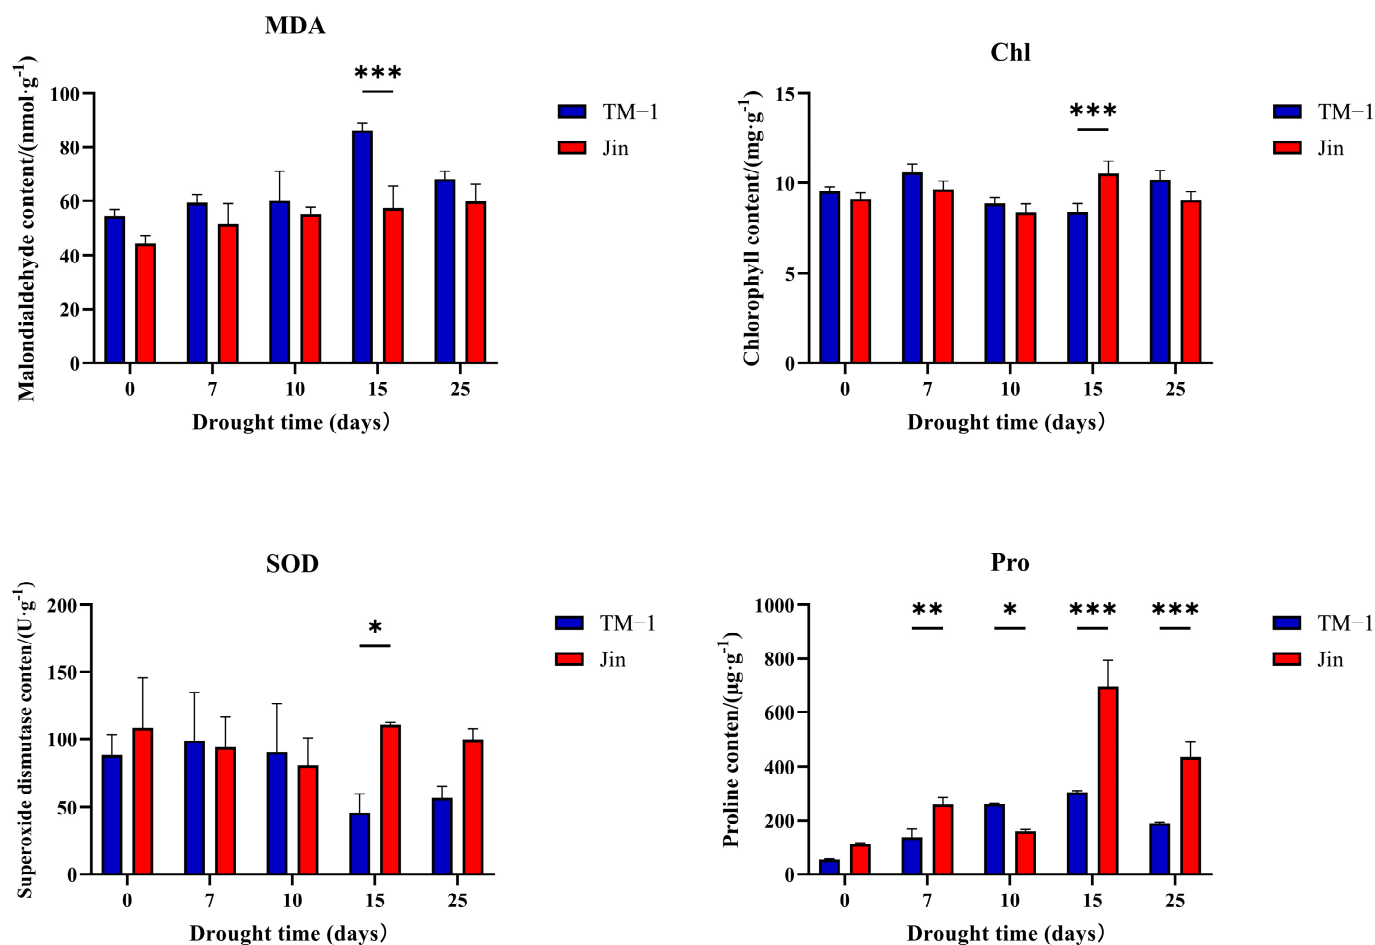 MDA
***
Malondialdehyde content/(nmol·g⁻¹)
100
80
60
40
20
0
0 7 10 15 25
Drought time (days)
TM−1
Jin
Chl
***
Chlorophyll content/(mg·g⁻¹)
15
10
5
0
0 7 10 15 25
Drought time (days)
TM−1
Jin
SOD
*
Superoxide dismutase conten/(U·g⁻¹)
200
150
100
50
0
0 7 10 15 25
Drought time (days)
TM−1
Jin
Pro
** * *** ***
Proline conten/(μg·g⁻¹)
1000
800
600
400
200
0
0 7 10 15 25
Drought time (days)
TM−1
Jin